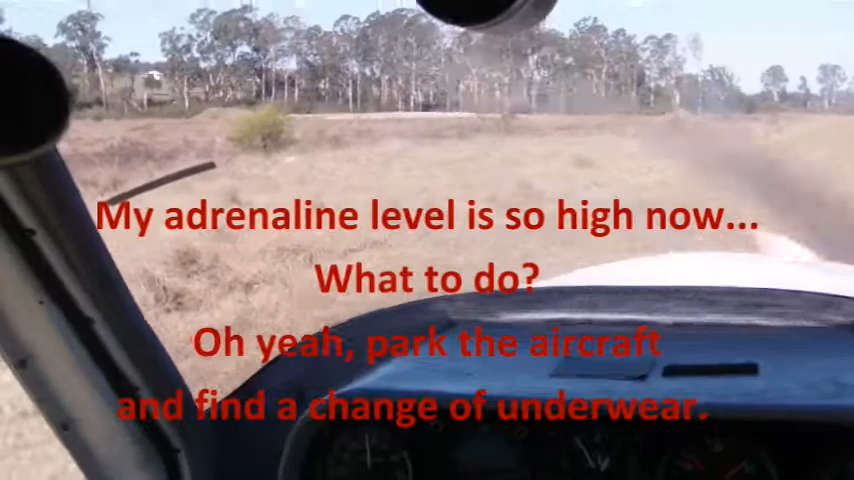 My adrenaline level is so high now...
What to do?
Oh yeah, park the aircraft
and find a change of underwear.